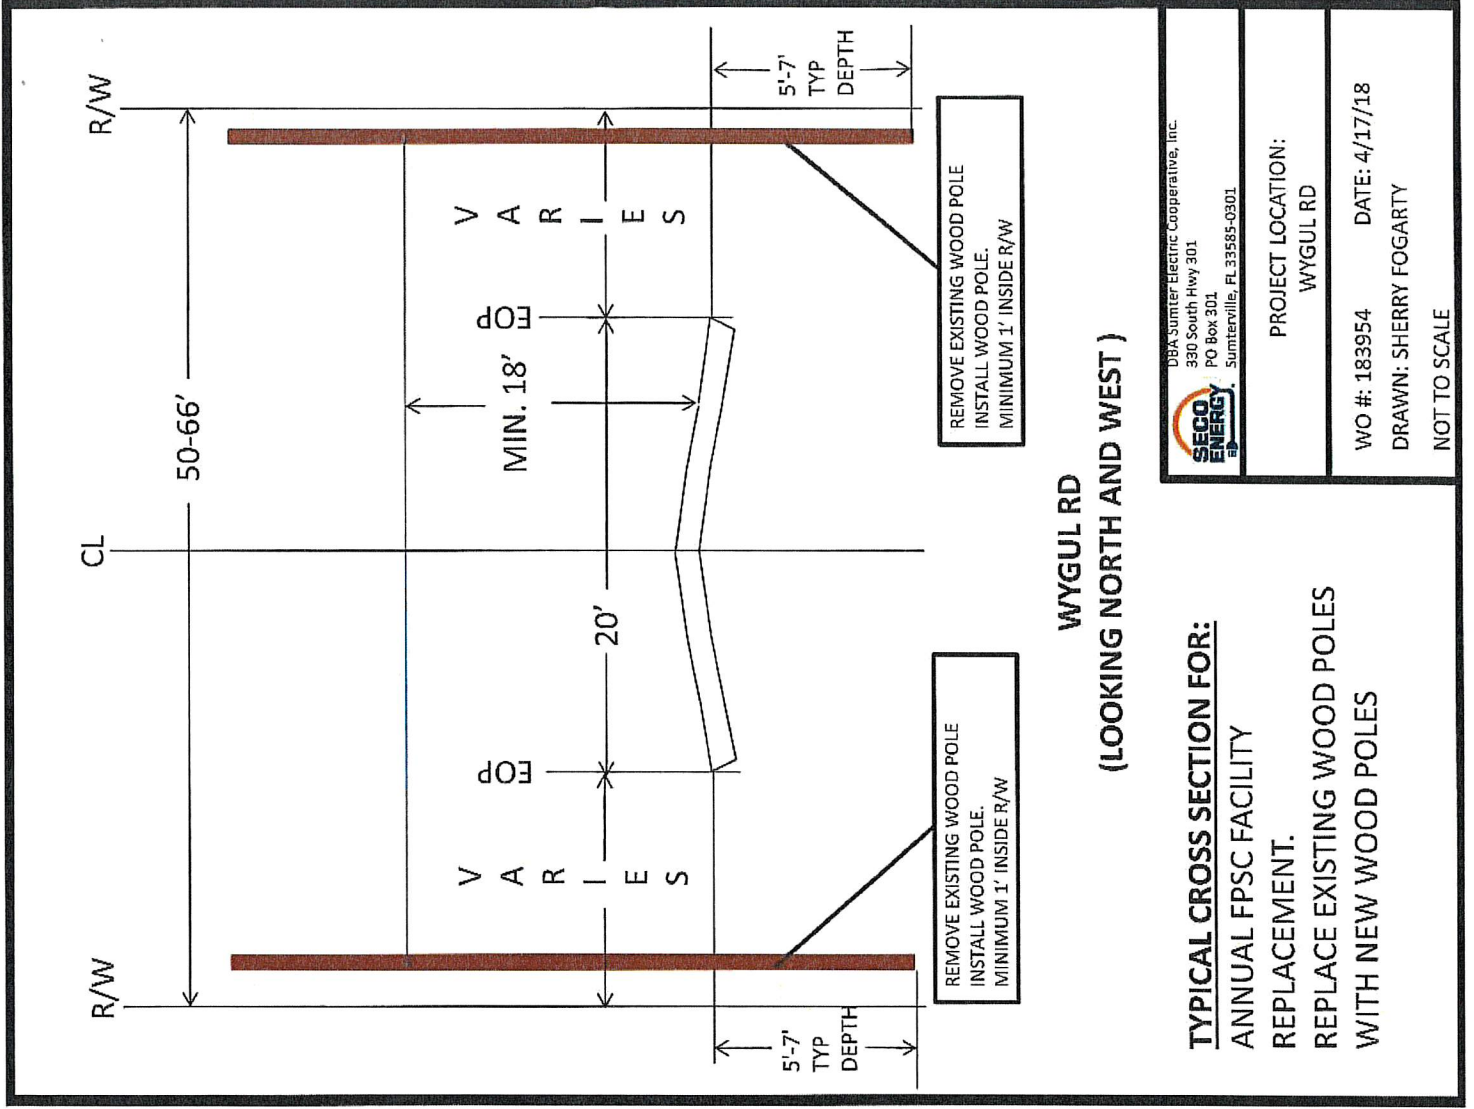 R/W
CL
R/W
50-66'
VARIES
EOP
20'
MIN. 18'
EOP
VARIES
5'-7'
TYP
DEPTH
5'-7'
TYP
DEPTH
REMOVE EXISTING WOOD POLE
INSTALL WOOD POLE.
MINIMUM 1' INSIDE R/W
REMOVE EXISTING WOOD POLE
INSTALL WOOD POLE.
MINIMUM 1' INSIDE R/W
WYGUL RD
(LOOKING NORTH AND WEST )
TYPICAL CROSS SECTION FOR:
ANNUAL FPSC FACILITY
REPLACEMENT.
REPLACE EXISTING WOOD POLES
WITH NEW WOOD POLES
SECO
ENERGY
DBA Sumter Electric Cooperative, Inc.
330 South Hwy 301
PO Box 301
Sumterville, FL 33585-0301
PROJECT LOCATION:
WYGUL RD
WO #: 183954 DATE: 4/17/18
DRAWN: SHERRY FOGARTY
NOT TO SCALE